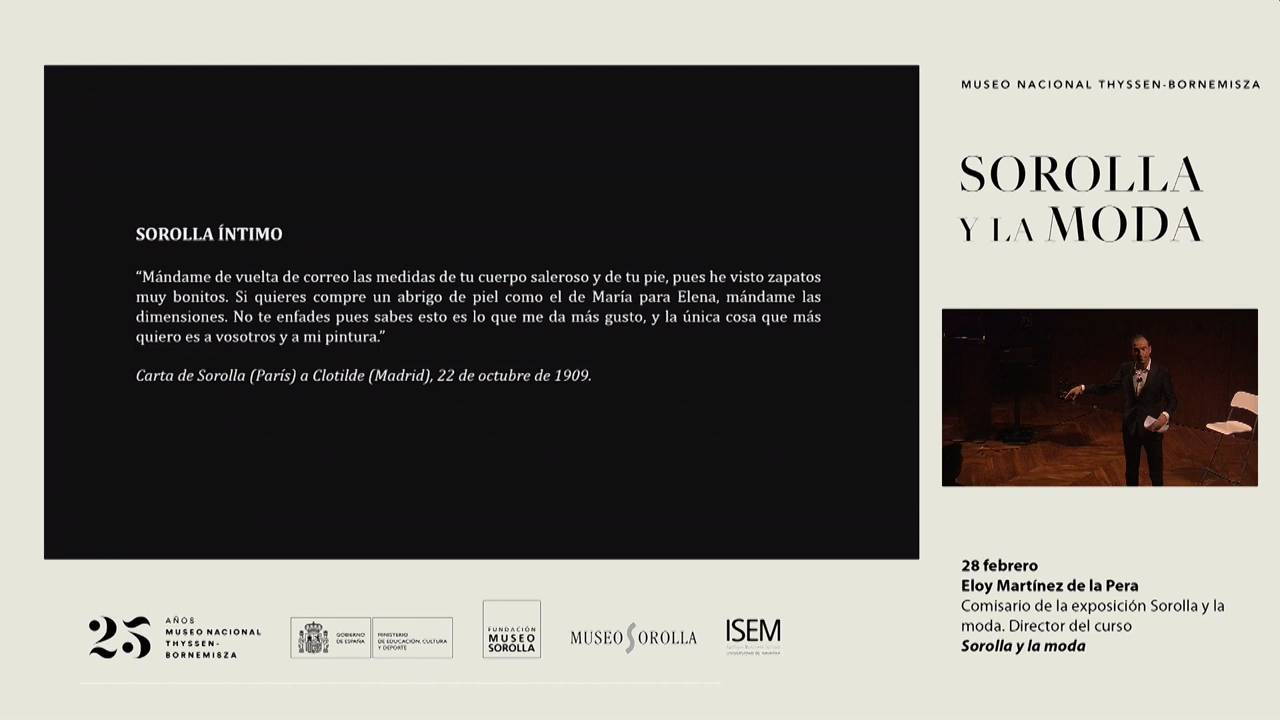 MUSEO NACIONAL THYSSEN-BORNEMISZA
SOROLLA
Y LA MODA
SOROLLA ÍNTIMO
“Mándame de vuelta de correo las medidas de tu cuerpo saleroso y de tu pie, pues he visto zapatos
muy bonitos. Si quieres compre un abrigo de piel como el de María para Elena, mándame las
dimensiones. No te enfades pues sabes esto es lo que me da más gusto, y la única cosa que más
quiero es a vosotros y a mi pintura.”
Carta de Sorolla (París) a Clotilde (Madrid), 22 de octubre de 1909.
28 febrero
Eloy Martínez de la Pera
Comisario de la exposición Sorolla y la
moda. Director del curso
Sorolla y la moda
25 AÑOS
MUSEO NACIONAL
THYSSEN-
BORNEMISZA
GOBIERNO
DE ESPAÑA
MINISTERIO
DE EDUCACIÓN, CULTURA
Y DEPORTE
FUNDACIÓN
MUSEO
SOROLLA
MUSEO SOROLLA
ISEM